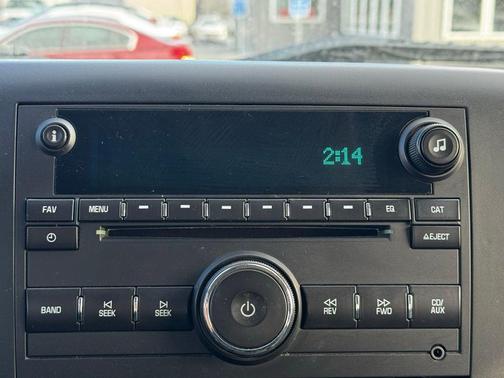 2:14
FAV
MENU
EQ
CAT
EJECT
BAND
SEEK
SEEK
REV
FWD
CD/
AUX